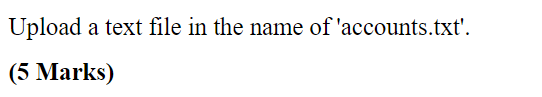 Upload a text file in the name of 'accounts.txt'.
(5 Marks)